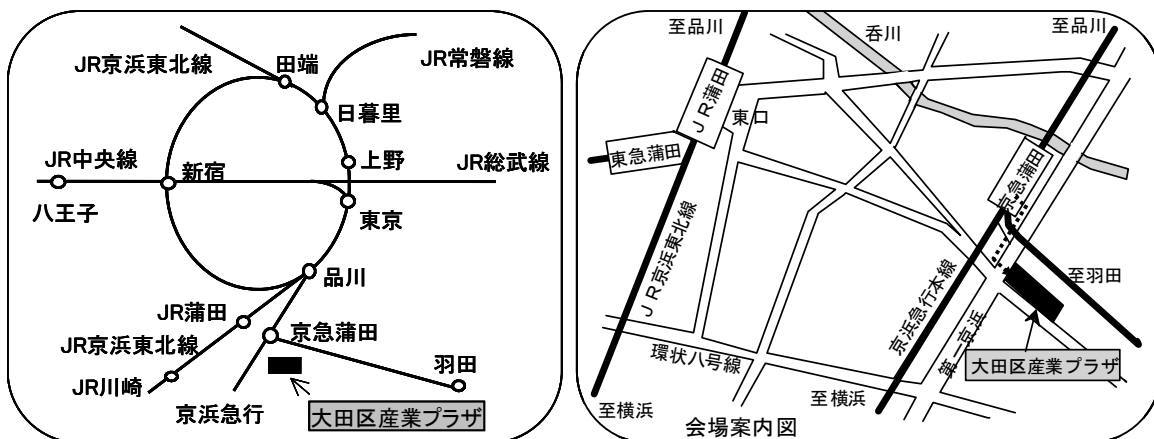 JR京浜東北線
田端
JR常磐線
日暮里
上野
JR中央線
新宿
JR総武線
八王子
東京
品川
JR蒲田
京急蒲田
JR京浜東北線
羽田
JR川崎
京浜急行
大田区産業プラザ
至品川
呑川
至品川
JR蒲田
東口
東急蒲田
京急蒲田
JR京浜東北線
至羽田
京浜急行本線
第一京浜
環状八号線
大田区産業プラザ
至横浜
至横浜
会場案内図